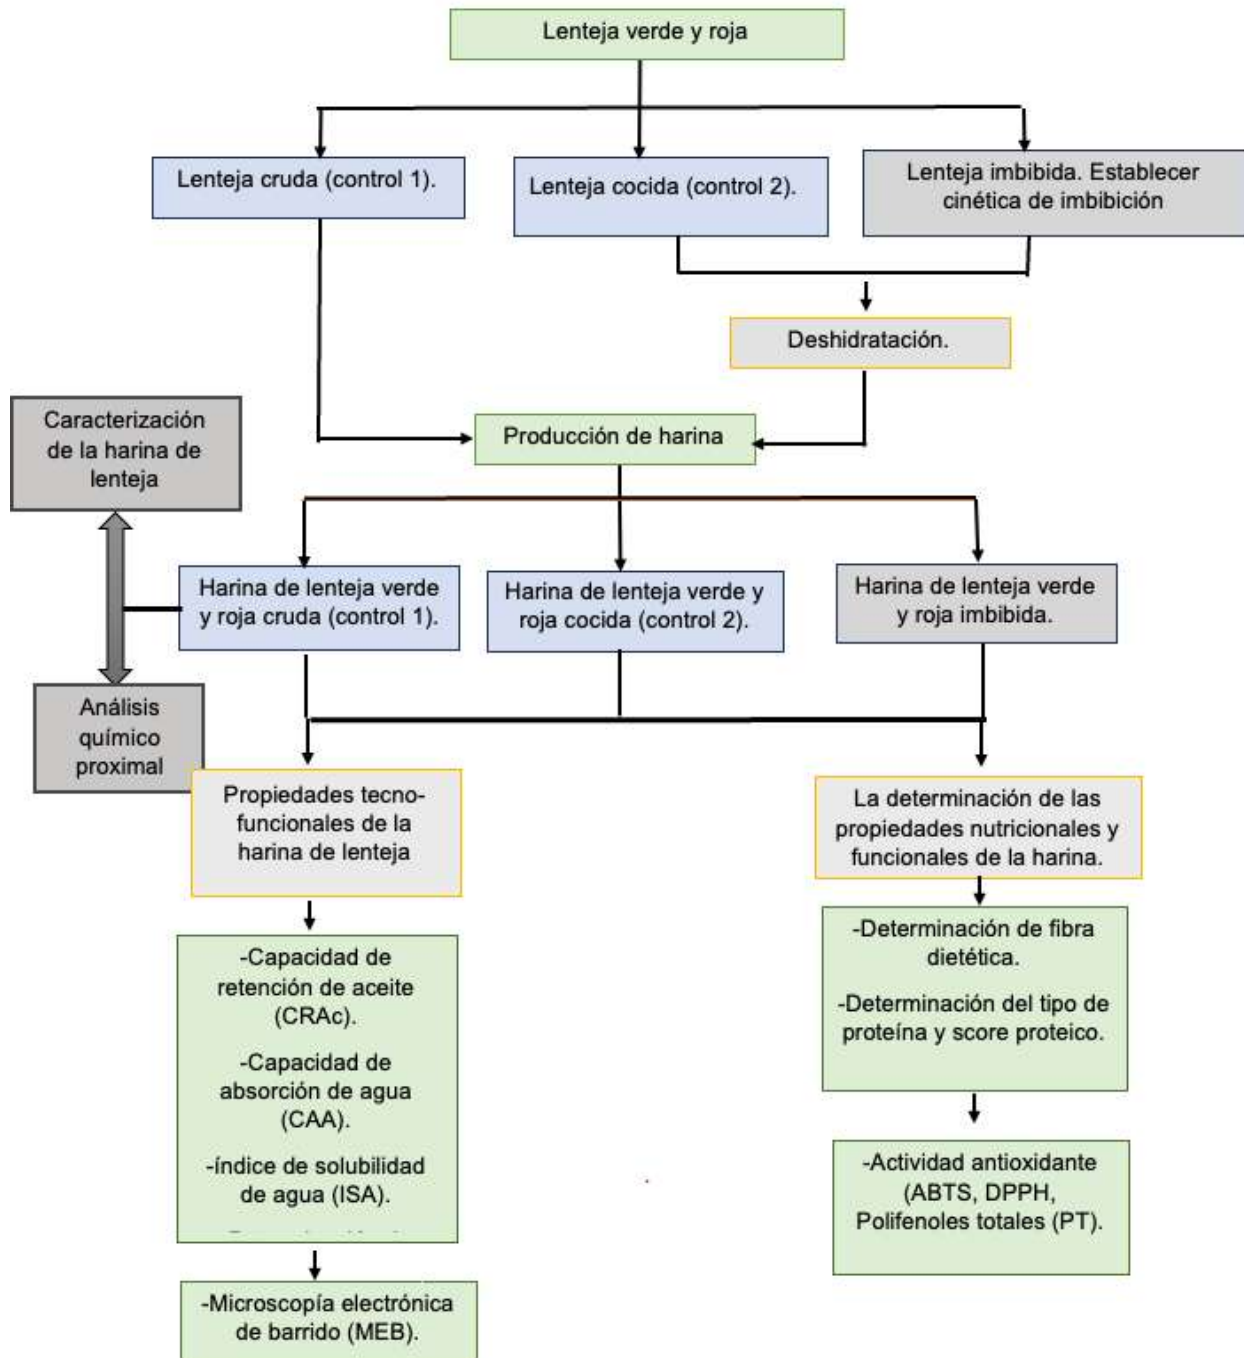 Lenteja verde y roja
Lenteja cruda (control 1).
Lenteja cocida (control 2).
Lenteja imbibida. Establecer
cinética de imbibición
Deshidratación.
Caracterización
de la harina de
lenteja
Producción de harina
Harina de lenteja verde
y roja cruda (control 1).
Harina de lenteja verde y
roja cocida (control 2).
Harina de lenteja verde
y roja imbibida.
Análisis
químico
proximal
Propiedades tecno-
funcionales de la
harina de lenteja
La determinación de las
propiedades nutricionales y
funcionales de la harina.
-Capacidad de
retención de aceite
(CRAc).
-Capacidad de
absorción de agua
(CAA).
-índice de solubilidad
de agua (ISA).
-Determinación de fibra
dietética.
-Determinación del tipo de
proteína y score proteico.
-Actividad antioxidante
(ABTS, DPPH,
Polifenoles totales (PT).
-Microscopía electrónica
de barrido (MEB).